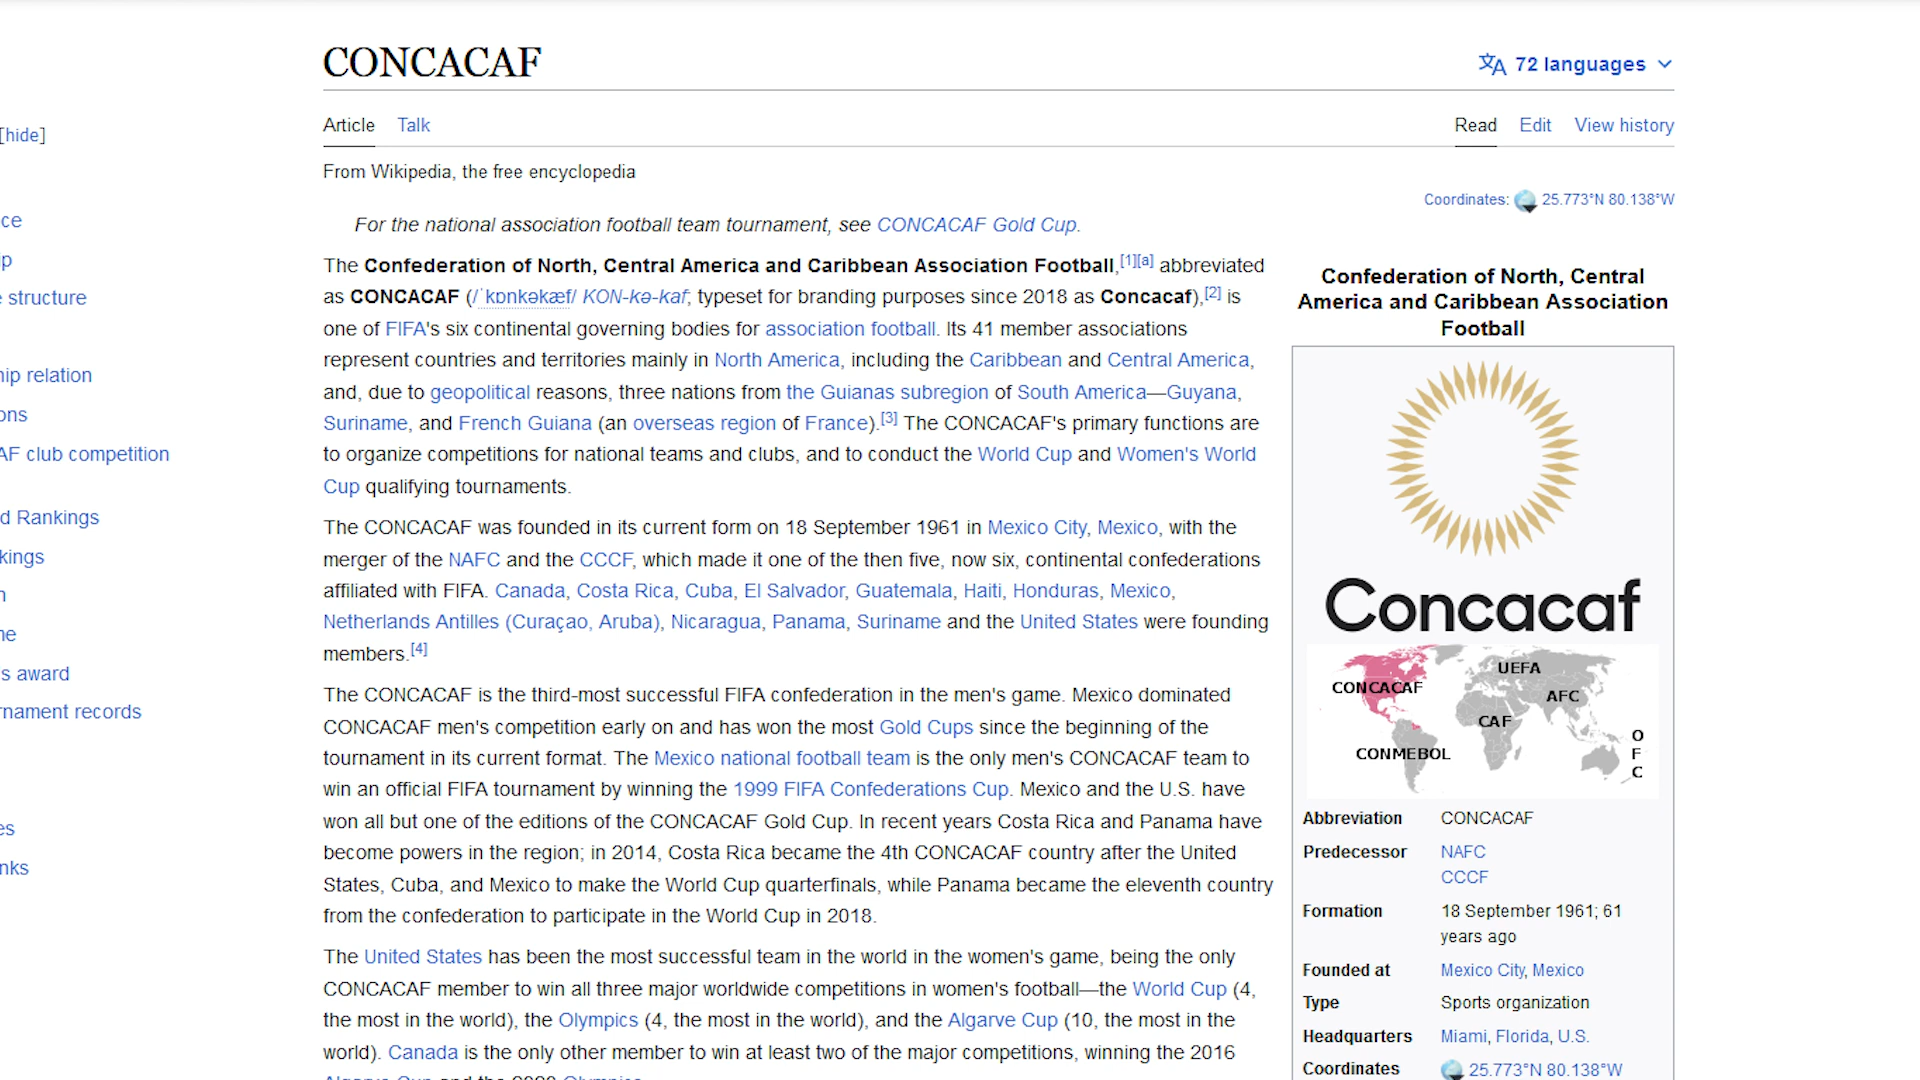 CONCACAF
72 languages
Article Talk
Read Edit View history
[hide]
From Wikipedia, the free encyclopedia
Coordinates: 25.773°N 80.138°W
ce
p
structure
hip relation
ons
AF club competition
d Rankings
kings
n
ne
s award
rnament records
es
nks
For the national association football team tournament, see CONCACAF Gold Cup.
The Confederation of North, Central America and Caribbean Association Football,[1][a] abbreviated
as CONCACAF (/ˈkɒnkəkæf/ KON-kə-kaf; typeset for branding purposes since 2018 as Concacaf),[2] is
one of FIFA's six continental governing bodies for association football. Its 41 member associations
represent countries and territories mainly in North America, including the Caribbean and Central America,
and, due to geopolitical reasons, three nations from the Guianas subregion of South America—Guyana,
Suriname, and French Guiana (an overseas region of France).[3] The CONCACAF's primary functions are
to organize competitions for national teams and clubs, and to conduct the World Cup and Women's World
Cup qualifying tournaments.
The CONCACAF was founded in its current form on 18 September 1961 in Mexico City, Mexico, with the
merger of the NAFC and the CCCF, which made it one of the then five, now six, continental confederations
affiliated with FIFA. Canada, Costa Rica, Cuba, El Salvador, Guatemala, Haiti, Honduras, Mexico,
Netherlands Antilles (Curaçao, Aruba), Nicaragua, Panama, Suriname and the United States were founding
members.[4]
The CONCACAF is the third-most successful FIFA confederation in the men's game. Mexico dominated
CONCACAF men's competition early on and has won the most Gold Cups since the beginning of the
tournament in its current format. The Mexico national football team is the only men's CONCACAF team to
win an official FIFA tournament by winning the 1999 FIFA Confederations Cup. Mexico and the U.S. have
won all but one of the editions of the CONCACAF Gold Cup. In recent years Costa Rica and Panama have
become powers in the region; in 2014, Costa Rica became the 4th CONCACAF country after the United
States, Cuba, and Mexico to make the World Cup quarterfinals, while Panama became the eleventh country
from the confederation to participate in the World Cup in 2018.
The United States has been the most successful team in the world in the women's game, being the only
CONCACAF member to win all three major worldwide competitions in women's football—the World Cup (4,
the most in the world), the Olympics (4, the most in the world), and the Algarve Cup (10, the most in the
world). Canada is the only other member to win at least two of the major competitions, winning the 2016
Confederation of North, Central
America and Caribbean Association
Football
Concacaf
CONCACAF
UEFA
AFC
CAF
CONMEBOL
O
F
C
Abbreviation CONCACAF
Predecessor NAFC
CCCF
Formation 18 September 1961; 61
years ago
Founded at Mexico City, Mexico
Type Sports organization
Headquarters Miami, Florida, U.S.
Coordinates 25.773°N 80.138°W